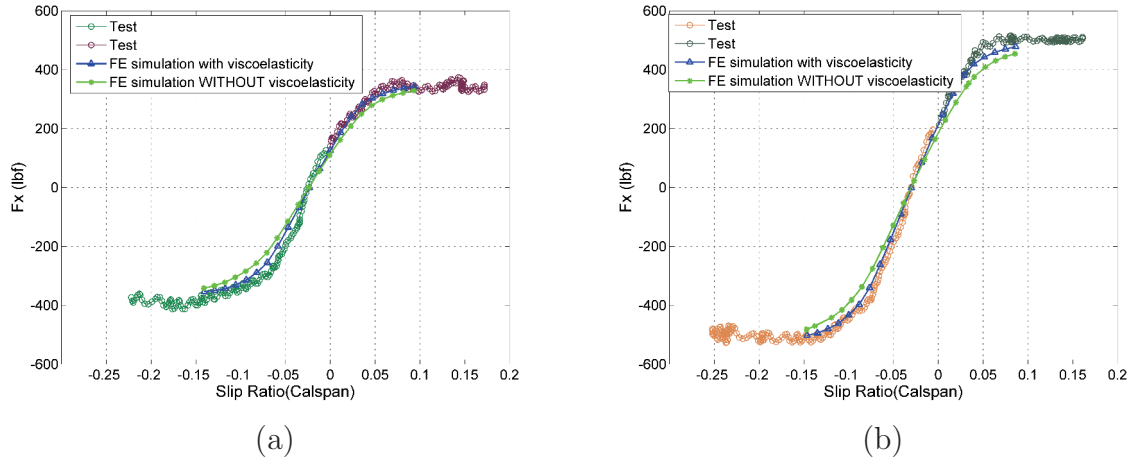 600
400
200
0
-200
-400
-600
Fx (lbf)
Test
Test
FE simulation with viscoelasticity
FE simulation WITHOUT viscoelasticity
-0.25 -0.2 -0.15 -0.1 -0.05 0 0.05 0.1 0.15 0.2
Slip Ratio(Calspan)
(a)
600
400
200
0
-200
-400
-600
Fx (lbf)
Test
Test
FE simulation with viscoelasticity
FE simulation WITHOUT viscoelasticity
-0.25 -0.2 -0.15 -0.1 -0.05 0 0.05 0.1 0.15 0.2
Slip Ratio(Calspan)
(b)